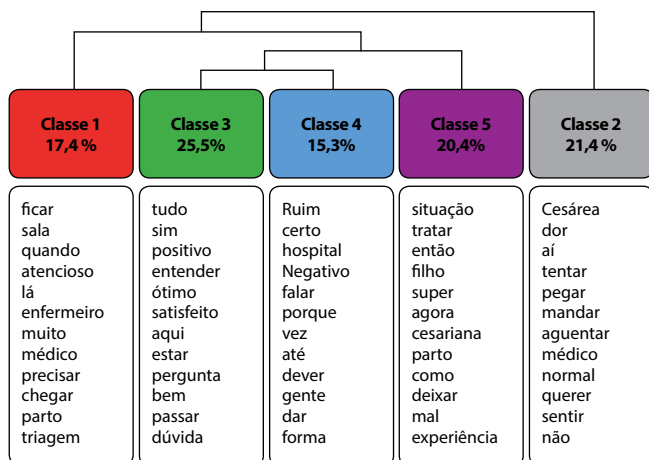 Classe 1
17,4 %
Classe 3
25,5%
Classe 4
15,3%
Classe 5
20,4%
Classe 2
21,4 %
ficar
sala
quando
atencioso
lá
enfermeiro
muito
médico
precisar
chegar
parto
triagem
tudo
sim
positivo
entender
ótimo
satisfeito
aqui
estar
pergunta
bem
passar
dúvida
Ruim
certo
hospital
Negativo
falar
porque
vez
até
dever
gente
dar
forma
situação
tratar
então
filho
super
agora
cesariana
parto
como
deixar
mal
experiência
Cesárea
dor
aí
tentar
pegar
mandar
aguentar
médico
normal
querer
sentir
não